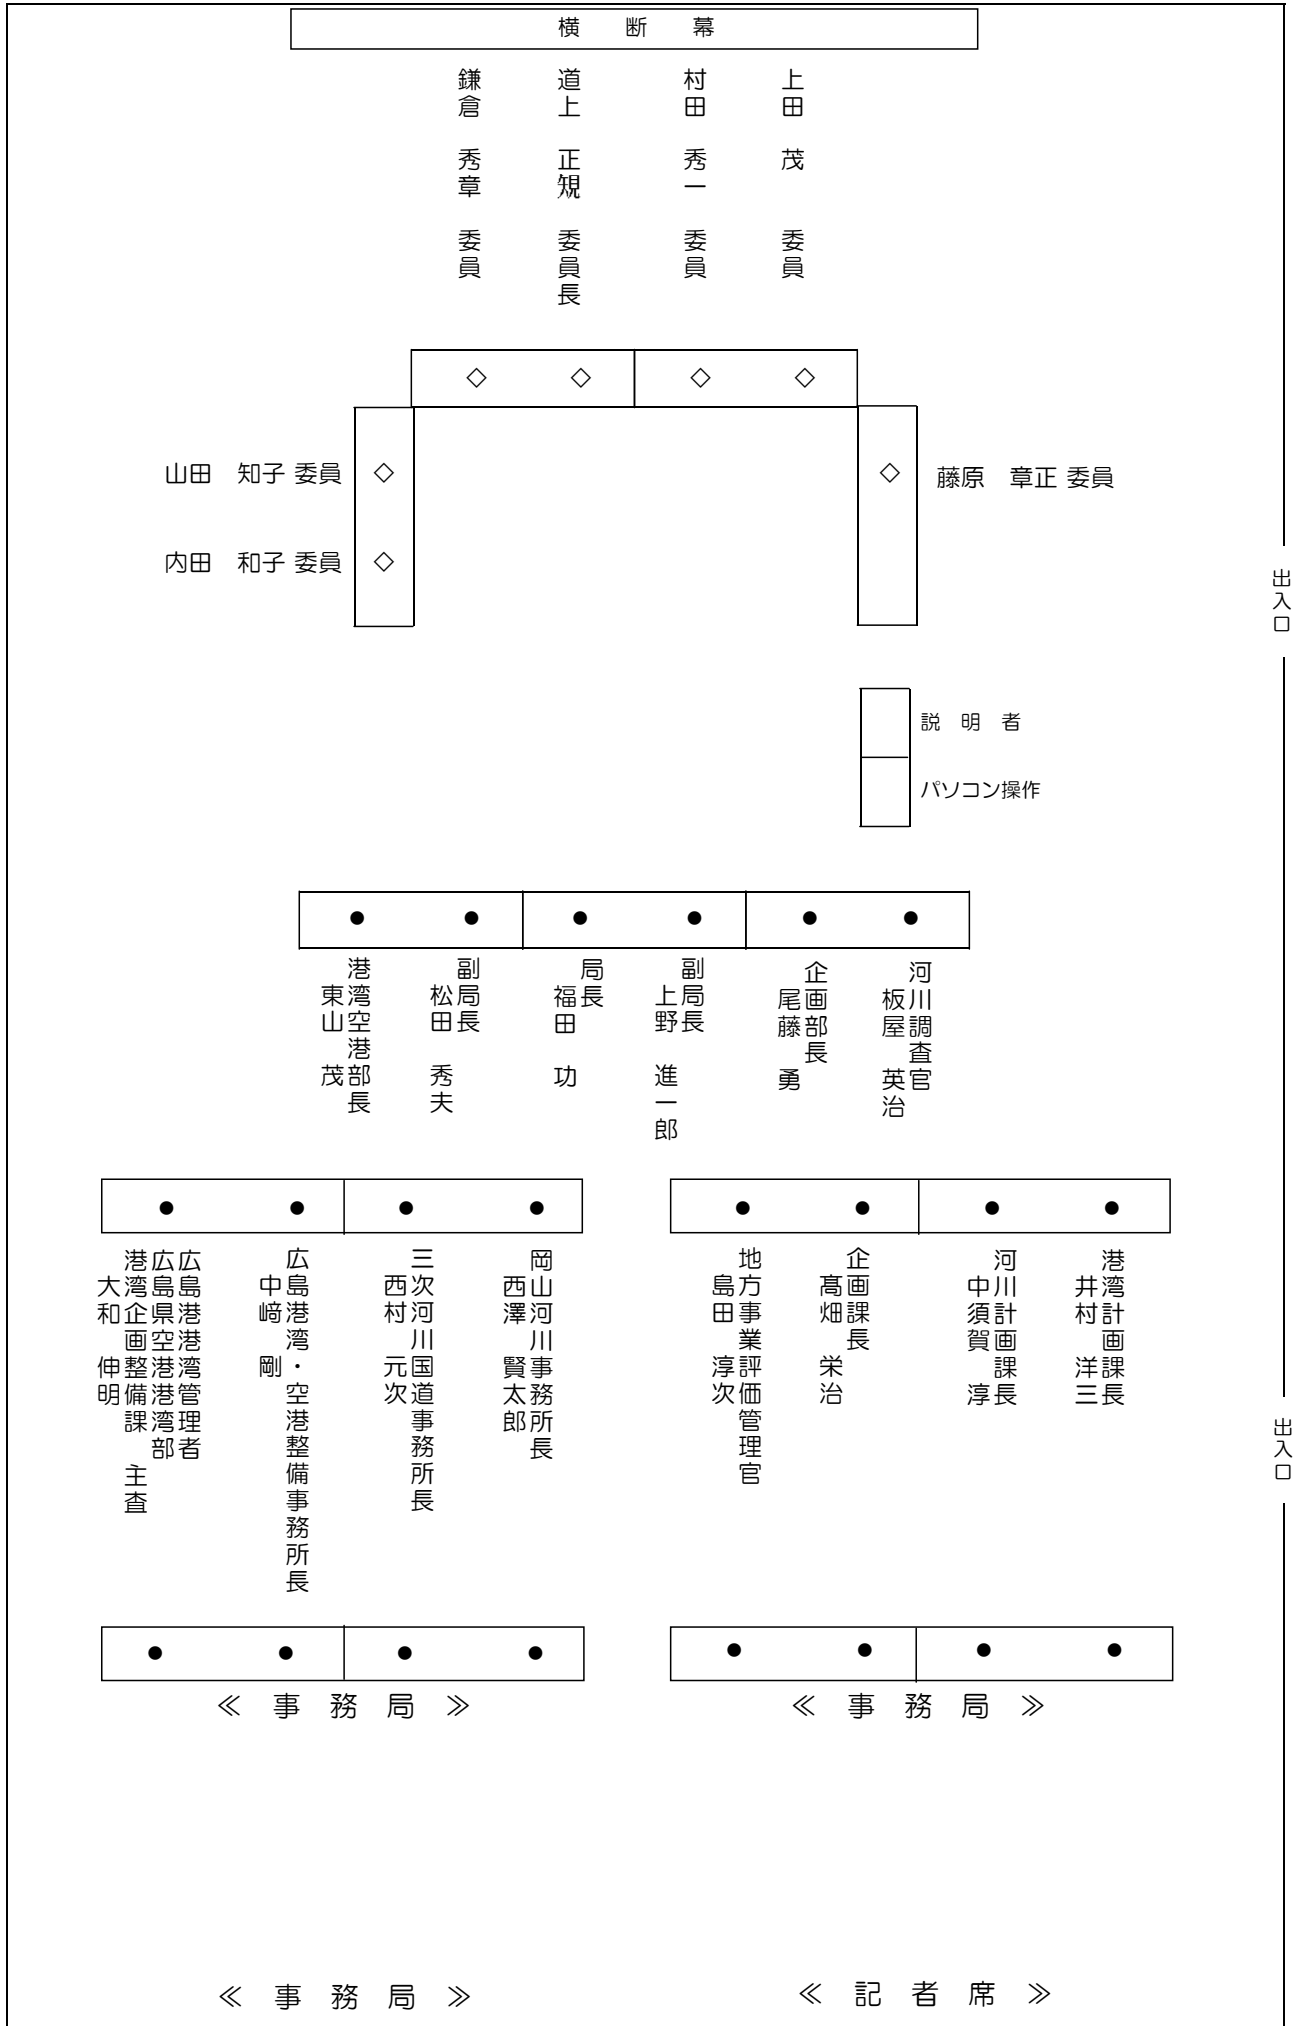 横 断 幕
鎌倉 秀章 委員
道上 正規 委員長
村田 秀一 委員
上田 茂 委員
山田 知子 委員
藤原 章正 委員
内田 和子 委員
出入口
説 明 者
パソコン操作
港湾空港部長
東山 茂
副局長
松田 秀夫
局長
福田 功
副局長
上野 進一郎
企画部長
尾藤 勇
河川調査官
板屋 英治
広島港港湾管理者
広島県空港港湾部
港湾企画整備課 主査
大和 伸明
広島港湾・空港整備事務所長
中﨑 剛
三次河川国道事務所長
西村 元次
岡山河川事務所長
西澤 賢太郎
地方事業評価管理官
島田 淳次
企画課長
髙畑 栄治
河川計画課長
中須賀 淳
港湾計画課長
井村 洋三
出入口
≪ 事 務 局 ≫
≪ 事 務 局 ≫
≪ 事 務 局 ≫
≪ 記 者 席 ≫